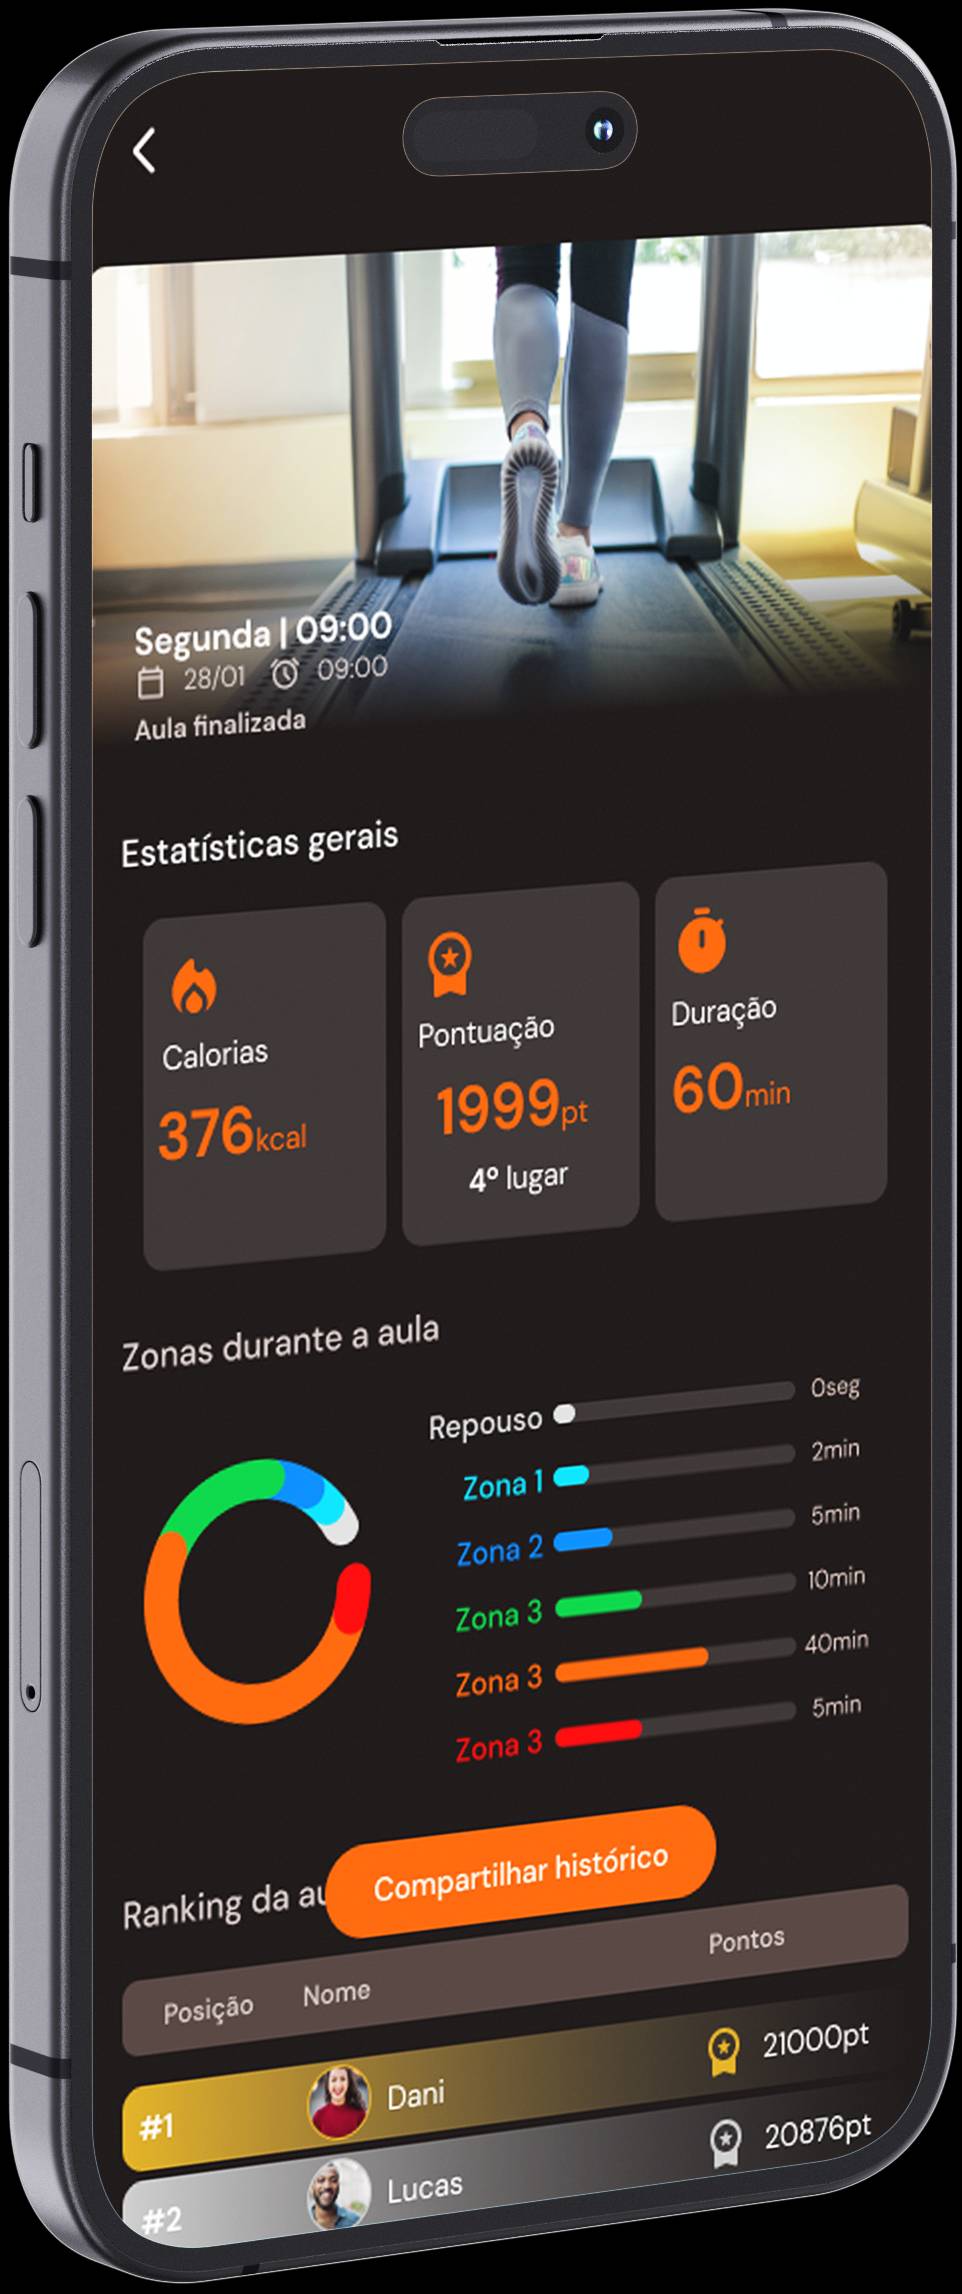 Segunda | 09:00
28/01 09:00
Aula finalizada
Estatísticas gerais
Calorias
376kcal
Pontuação
1999pt
4º lugar
Duração
60min
Zonas durante a aula
Repouso 0seg
Zona 1 2min
Zona 2 5min
Zona 3 10min
Zona 3 40min
Zona 3 5min
Compartilhar histórico
Ranking da au
Posição Nome Pontos
#1 Dani 21000pt
#2 Lucas 20876pt